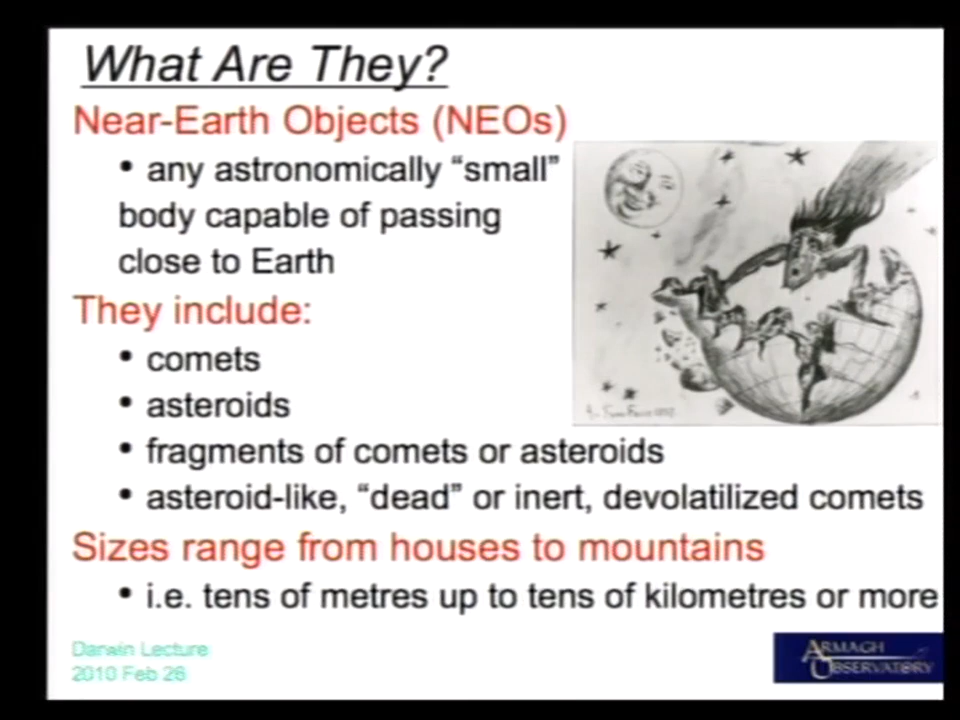 What Are They?
Near-Earth Objects (NEOs)
• any astronomically “small”
body capable of passing
close to Earth
They include:
• comets
• asteroids
• fragments of comets or asteroids
• asteroid-like, “dead” or inert, devolatilized comets
Sizes range from houses to mountains
• i.e. tens of metres up to tens of kilometres or more
Darwin Lecture
2010 Feb 26
ARMAGH
OBSERVATORY